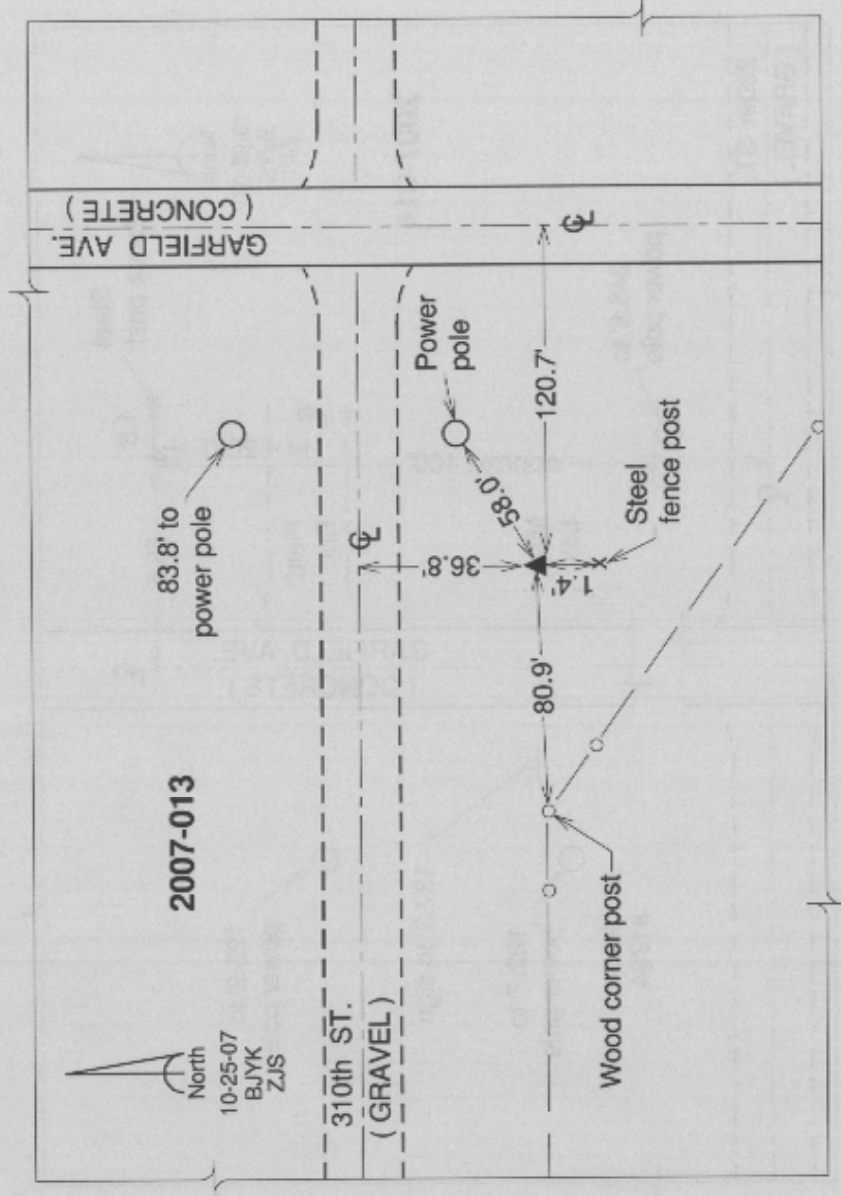 North
10-25-07
BJYK
ZJS
2007-013
83.8' to
power pole
GARFIELD AVE.
( CONCRETE )
310th ST.
( GRAVEL )
℄
36.8'
58.0'
Power
pole
℄
120.7'
80.9'
1.4'
Steel
fence post
Wood corner post